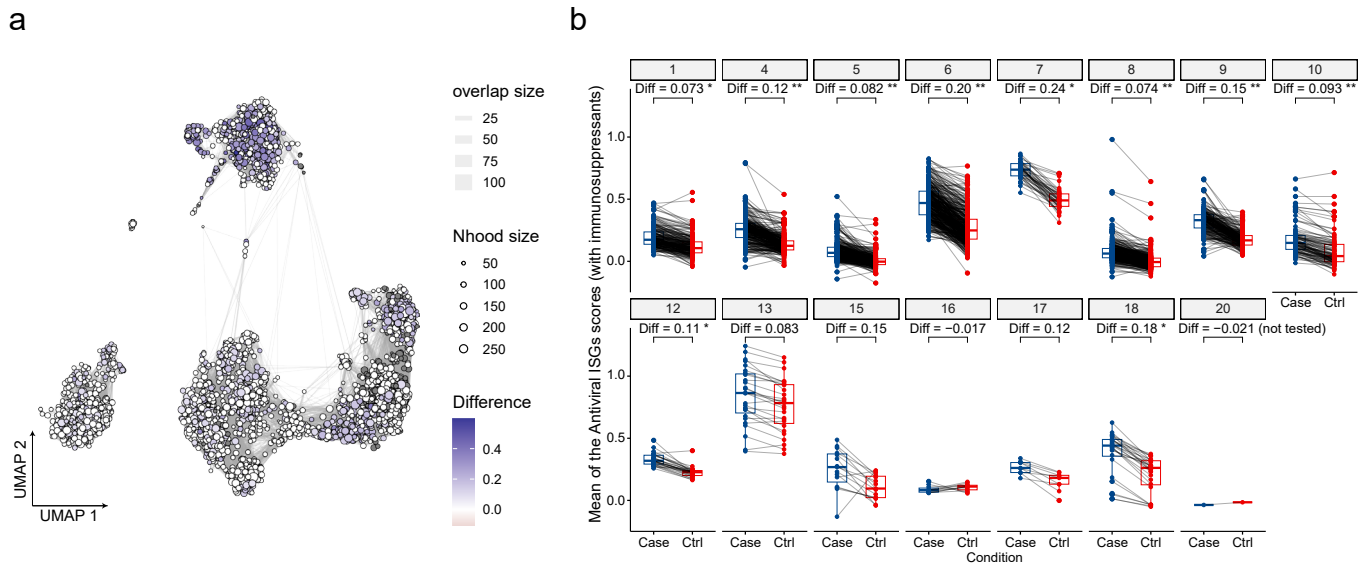 a
overlap size
25
50
75
100
Nhood size
50
100
150
200
250
Difference
0.4
0.2
0.0
UMAP 2
UMAP 1
b
Mean of the Antiviral ISGs scores (with immunosuppressants)
1 4 5 6 7 8 9 10
Diff = 0.073 * Diff = 0.12 ** Diff = 0.082 ** Diff = 0.20 ** Diff = 0.24 * Diff = 0.074 ** Diff = 0.15 ** Diff = 0.093 **
1.0
0.5
0.0
Case Ctrl
12 13 15 16 17 18 20
Diff = 0.11 * Diff = 0.083 Diff = 0.15 Diff = −0.017 Diff = 0.12 Diff = 0.18 * Diff = −0.021 (not tested)
1.0
0.5
0.0
Case Ctrl Case Ctrl Case Ctrl Case Ctrl Case Ctrl Case Ctrl Case Ctrl
Condition